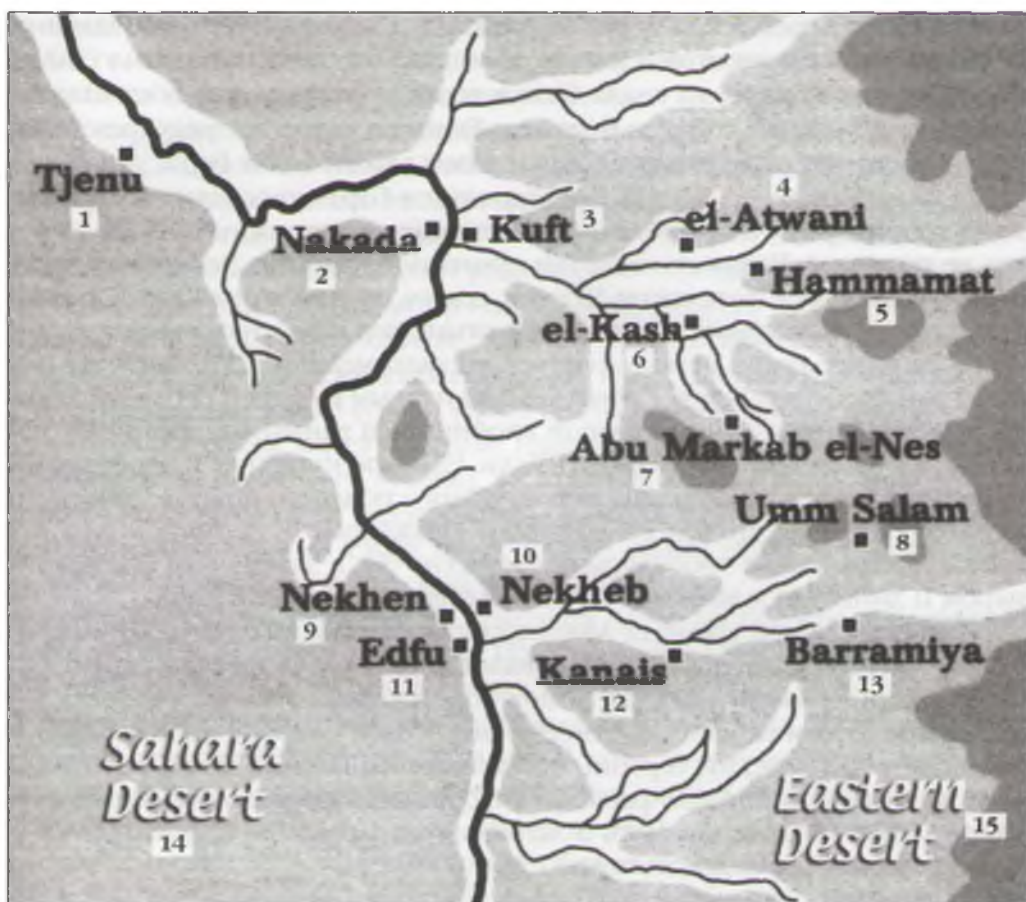 Tjenu
1
Nakada
2
Kuft
3
4
el-Atwani
Hammamat
5
el-Kash
6
Abu Markab el-Nes
7
Umm Salam
8
10
Nekhen
9
Nekheb
Edfu
11
Kanais
12
Barramiya
13
Sahara
Desert
14
Eastern
Desert
15